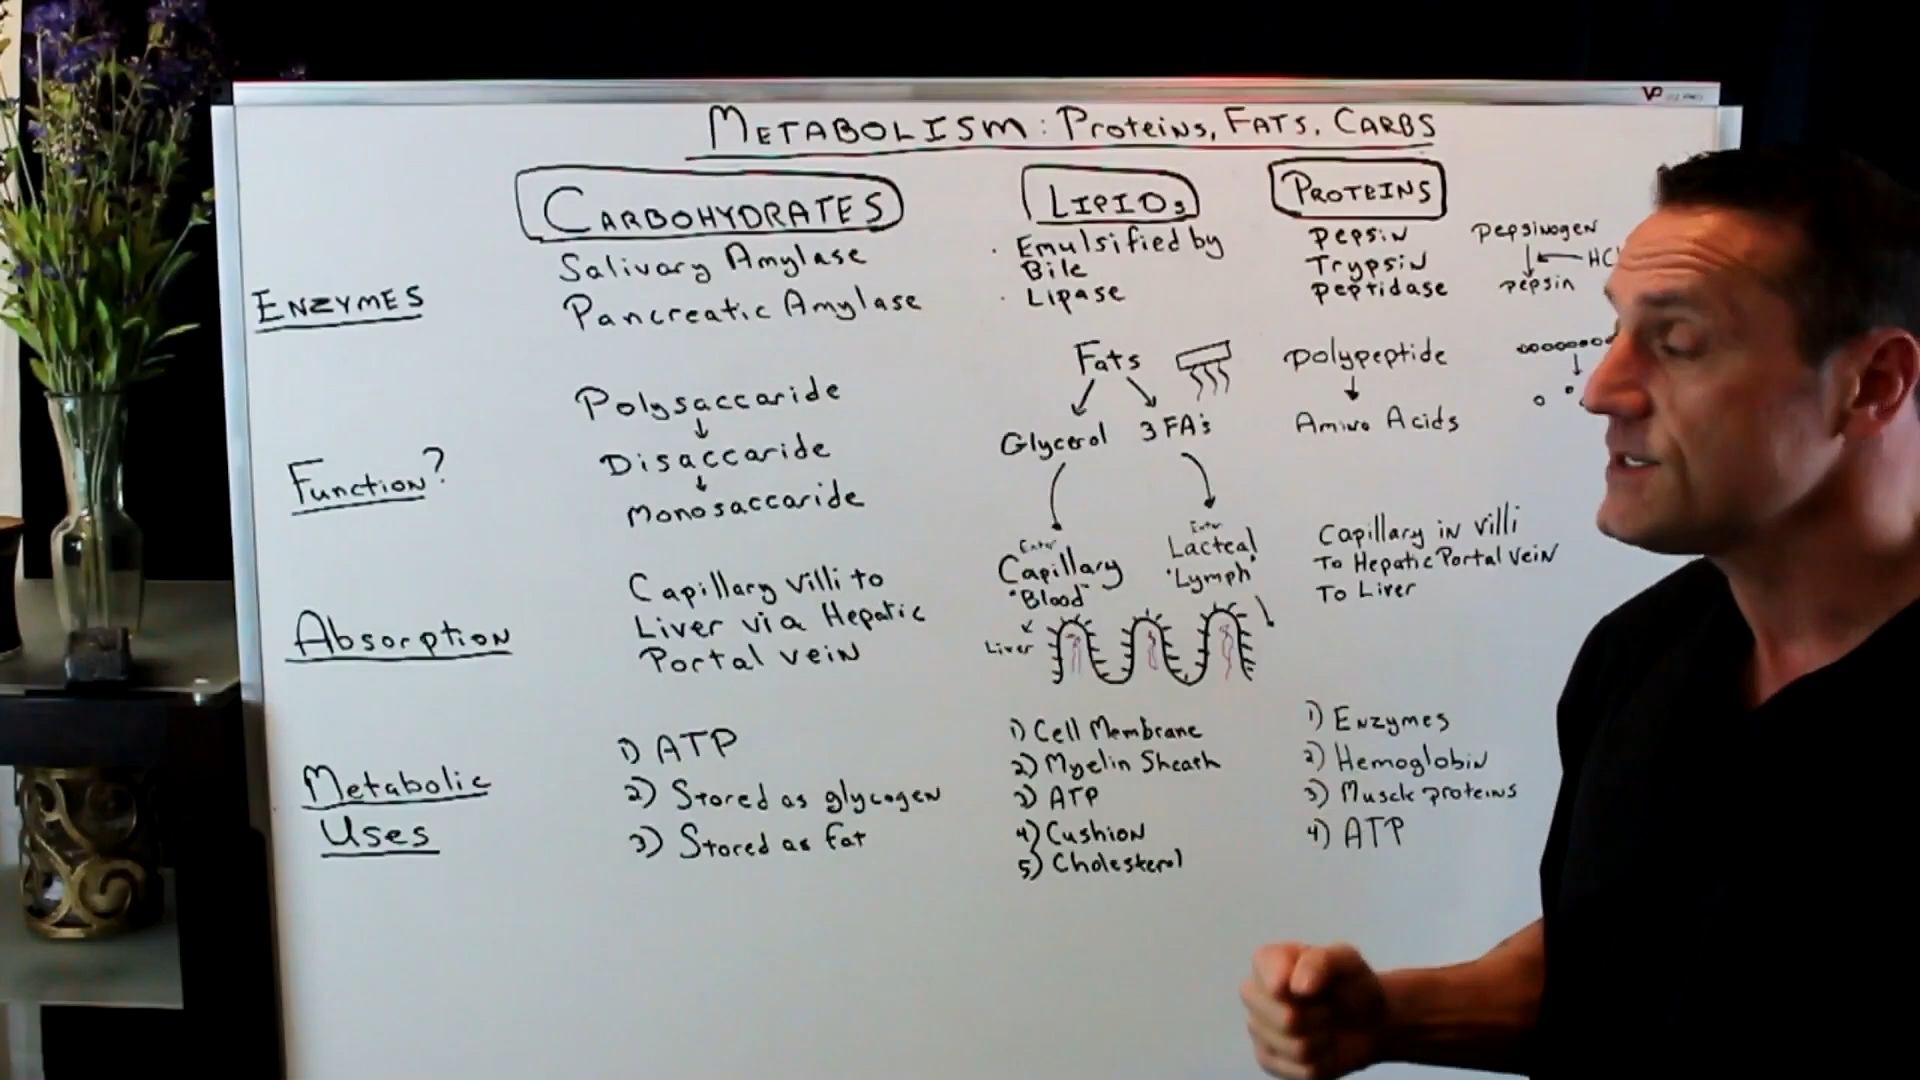 VP
METABOLISM: Proteins, FATS, CARBS
CARBOHYDRATES
LIPIDs
PROTEINS
ENZYMES
Salivary Amylase
Pancreatic Amylase
· Emulsified by
Bile
· Lipase
Pepsin
Trypsin
Peptidase
Pepsinogen
HC
pepsin
Function?
Polysaccaride
Disaccaride
Monosaccaride
Fats
Glycerol
3 FA's
polypeptide
Amino Acids
Absorption
Capillary villi to
Liver via Hepatic
Portal vein
Enter
Capillary
"Blood"
Liver
Enter
Lacteal
"Lymph"
Capillary in villi
To Hepatic Portal vein
To Liver
Metabolic
Uses
1) ATP
2) Stored as glycogen
3) Stored as fat
1) Cell Membrane
2) Myelin Sheath
3) ATP
4) Cushion
5) Cholesterol
1) Enzymes
2) Hemoglobin
3) Muscle proteins
4) ATP